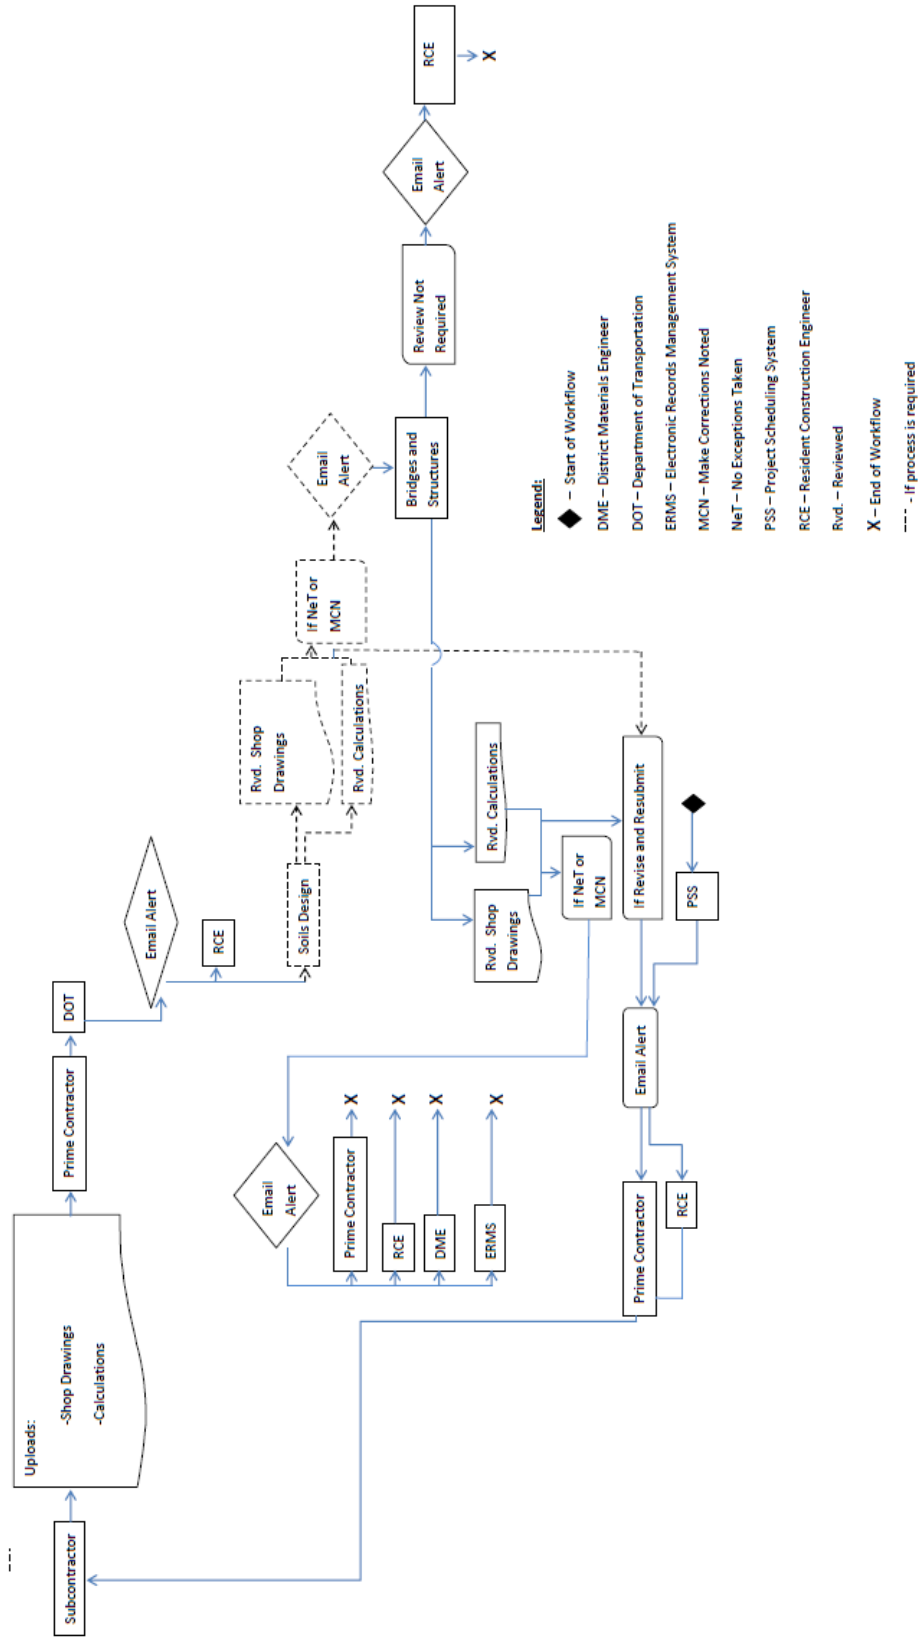 Subcontractor
Uploads:
-Shop Drawings
-Calculations
Prime Contractor
DOT
Email Alert
RCE
Soils Design
Rvd. Shop
Drawings
Rvd. Calculations
If NeT or
MCN
Email
Alert
Bridges and
Structures
Review Not
Required
Email
Alert
RCE
X
Rvd. Shop
Drawings
Rvd. Calculations
If NeT or
MCN
If Revise and Resubmit
PSS
Email Alert
Prime Contractor
RCE
Email
Alert
Prime Contractor
X
RCE
X
DME
X
ERMS
X
Legend:
– Start of Workflow
DME – District Materials Engineer
DOT – Department of Transportation
ERMS – Electronic Records Management System
MCN – Make Corrections Noted
NeT – No Exceptions Taken
PSS – Project Scheduling System
RCE – Resident Construction Engineer
Rvd. – Reviewed
X – End of Workflow
--- - If process is required